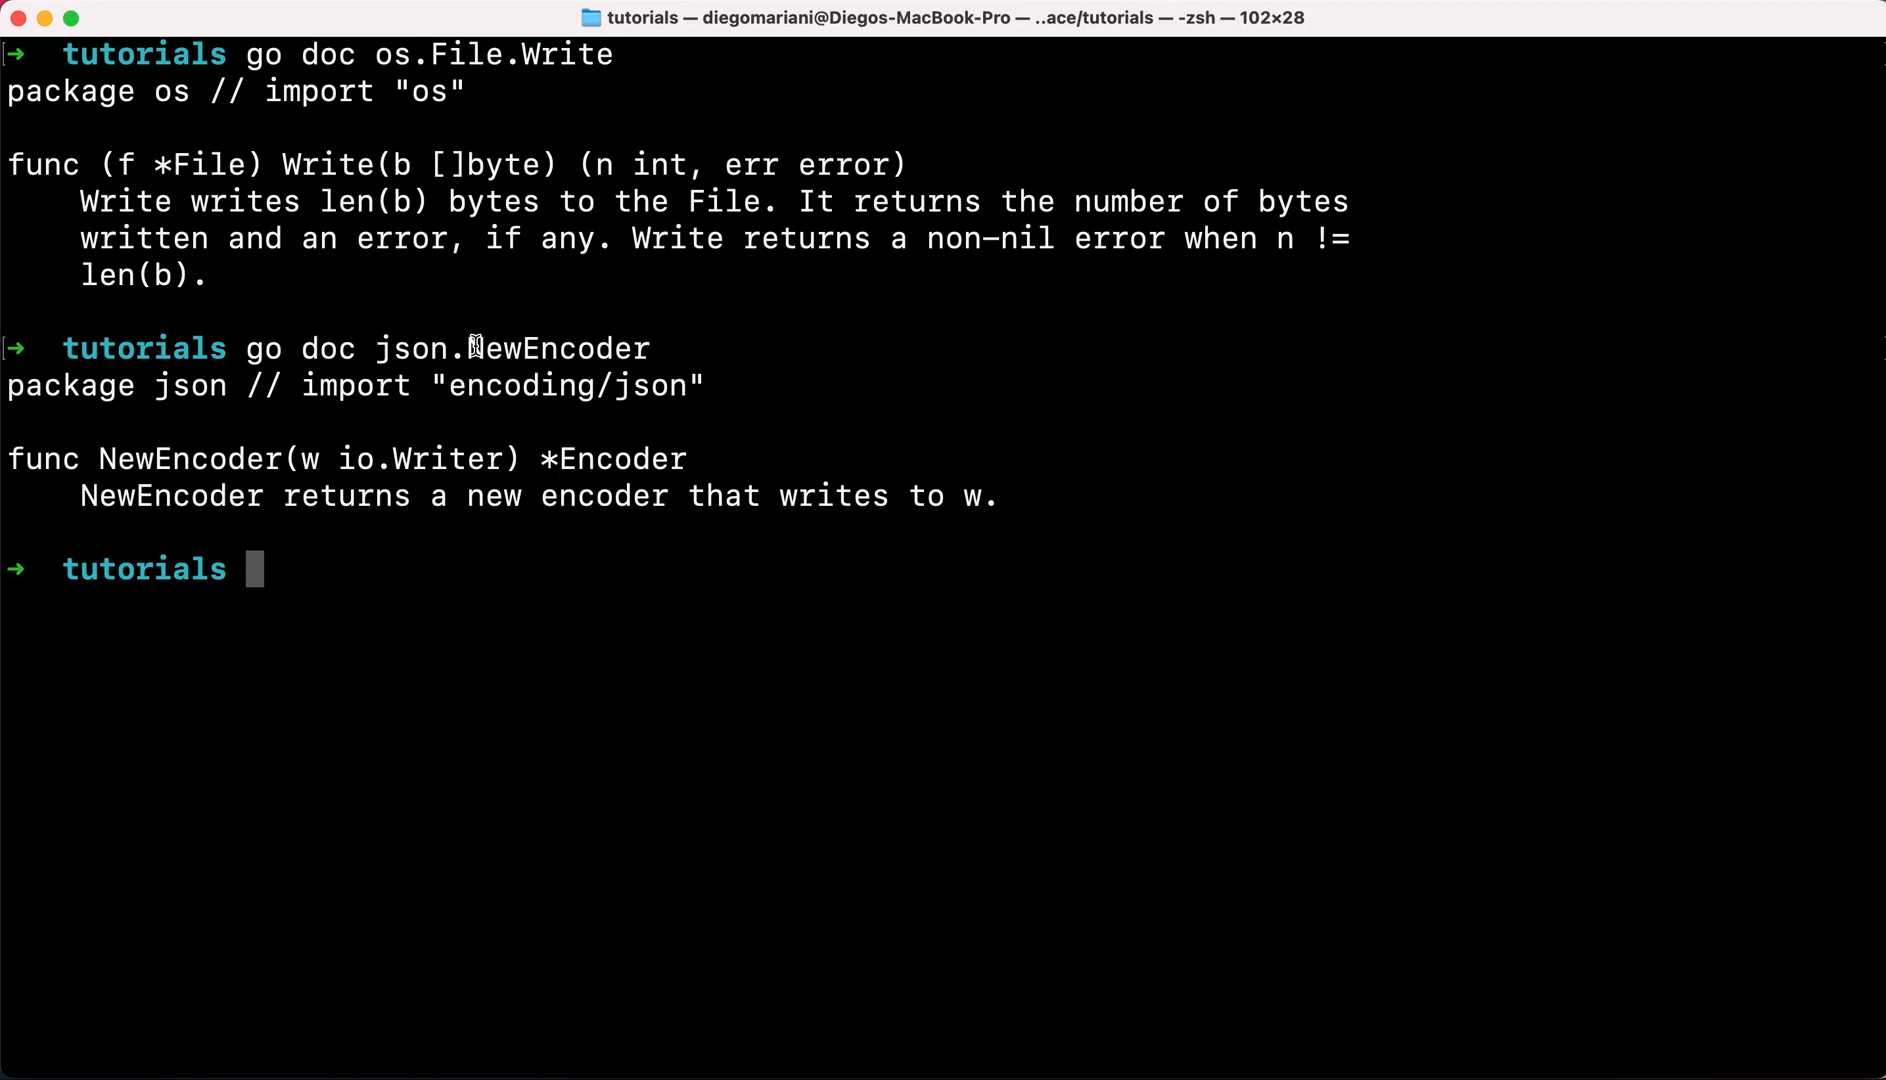 tutorials — diegomariani@Diegos-MacBook-Pro — ..ace/tutorials — -zsh — 102×28
[➜  tutorials go doc os.File.Write
package os // import "os"
func (f *File) Write(b []byte) (n int, err error)
    Write writes len(b) bytes to the File. It returns the number of bytes
    written and an error, if any. Write returns a non-nil error when n !=
    len(b).
[➜  tutorials go doc json.NewEncoder
package json // import "encoding/json"
func NewEncoder(w io.Writer) *Encoder
    NewEncoder returns a new encoder that writes to w.
➜  tutorials